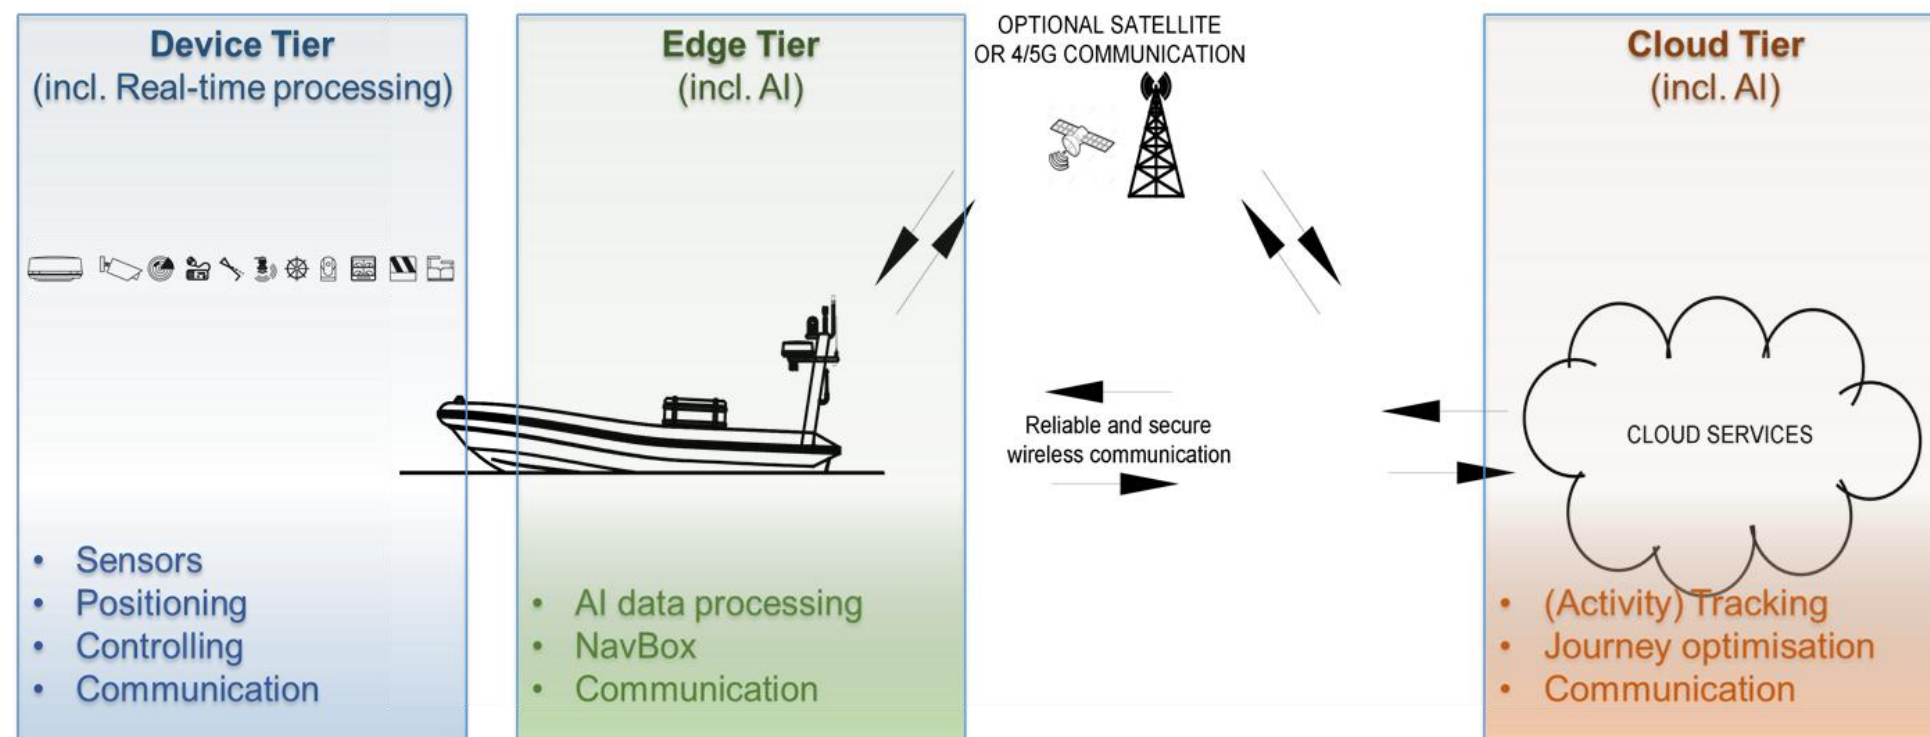 Device Tier
(incl. Real-time processing)
• Sensors
• Positioning
• Controlling
• Communication
Edge Tier
(incl. AI)
• AI data processing
• NavBox
• Communication
OPTIONAL SATELLITE
OR 4/5G COMMUNICATION
Reliable and secure
wireless communication
Cloud Tier
(incl. AI)
CLOUD SERVICES
• (Activity) Tracking
• Journey optimisation
• Communication